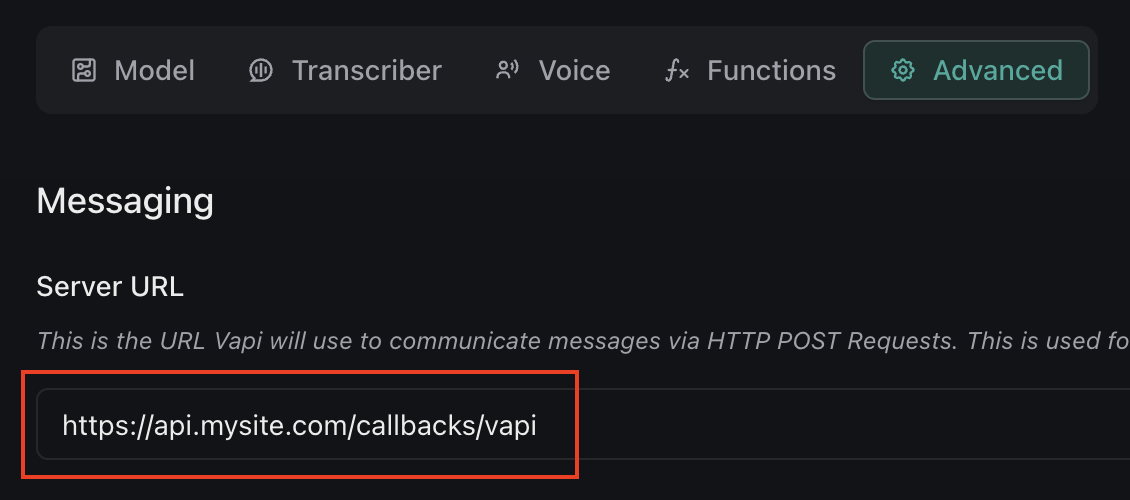 Model Transcriber Voice Functions Advanced
Messaging
Server URL
This is the URL Vapi will use to communicate messages via HTTP POST Requests. This is used fo
https://api.mysite.com/callbacks/vapi